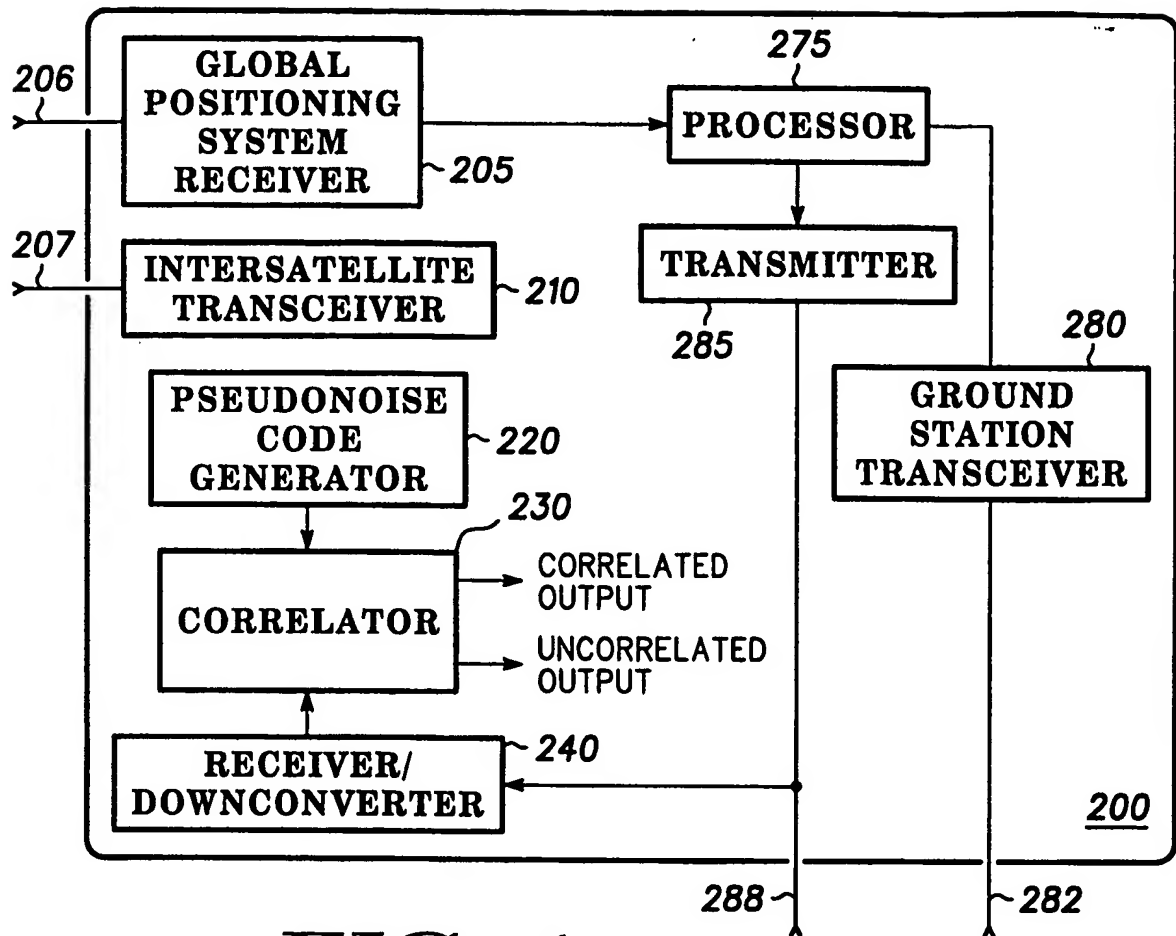 206
GLOBAL
POSITIONING
SYSTEM
RECEIVER
205
275
PROCESSOR
207
INTERSATELLITE
TRANSCEIVER
210
TRANSMITTER
285
280
GROUND
STATION
TRANSCEIVER
PSEUDONOISE
CODE
GENERATOR
220
230
CORRELATOR
CORRELATED
OUTPUT
UNCORRELATED
OUTPUT
240
RECEIVER/
DOWNCONVERTER
200
288
282